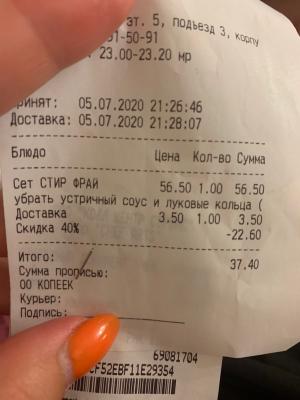 эт. 5, подьезд 3, корпу
91-50-91
23.00-23.20 мр
ринят: 05.07.2020 21:26:46
Доставка: 05.07.2020 21:28:07
Блюдо Цена Кол-во Сумма
Сет СТИР ФРАЙ 56.50 1.00 56.50
убрать устричный соус и луковые кольца (
Доставка 3.50 1.00 3.50
Скидка 40% -22.60
Итого: 37.40
Сумма прописью:
00 КОПЕЕК
Курьер:
Подпись:
69081704
CF52EBF11E29354